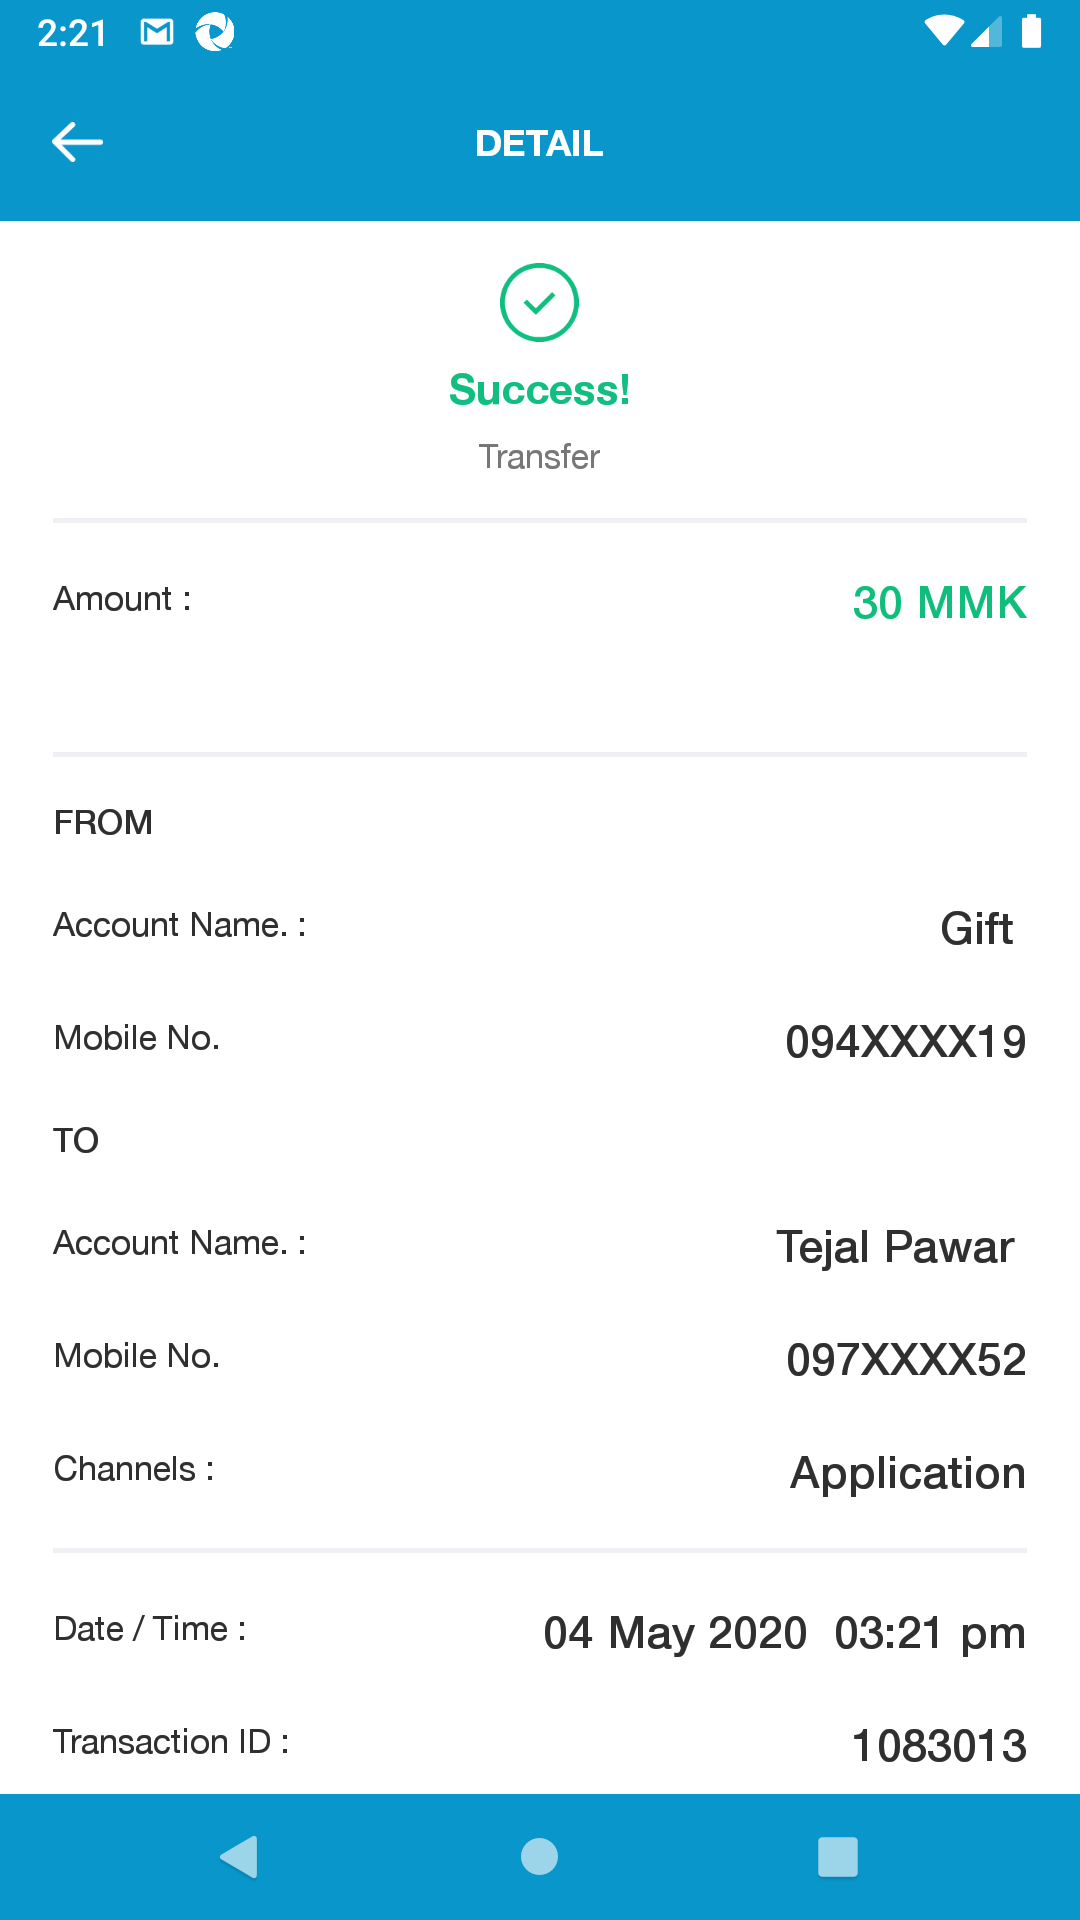 2:21
DETAIL
Success!
Transfer
Amount : 30 MMK
FROM
Account Name. : Gift
Mobile No. 094XXXX19
TO
Account Name. : Tejal Pawar
Mobile No. 097XXXX52
Channels : Application
Date / Time : 04 May 2020  03:21 pm
Transaction ID : 1083013